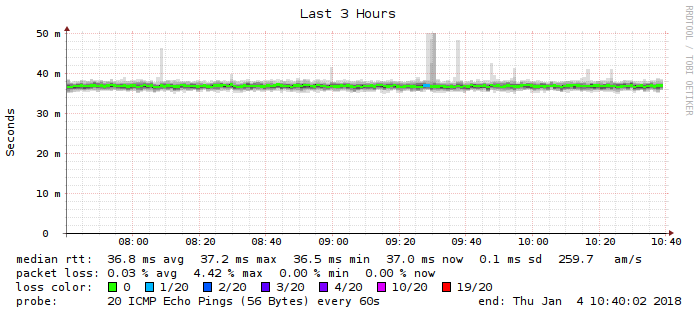 Last 3 Hours
RRDTOOL / TOBI OETIKER
Seconds
50 m
40 m
30 m
20 m
10 m
0
08:00 08:20 08:40 09:00 09:20 09:40 10:00 10:20 10:40
median rtt: 36.8 ms avg 37.2 ms max 36.5 ms min 37.0 ms now 0.1 ms sd 259.7 am/s
packet loss: 0.03 % avg 4.42 % max 0.00 % min 0.00 % now
loss color: 0 1/20 2/20 3/20 4/20 10/20 19/20
probe: 20 ICMP Echo Pings (56 Bytes) every 60s end: Thu Jan 4 10:40:02 2018